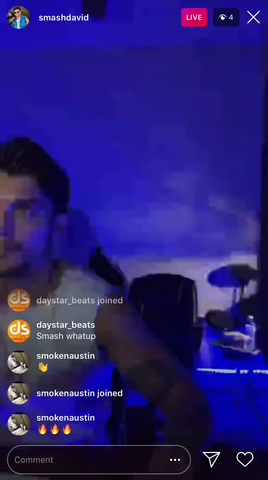 smashdavid
LIVE
4
ds
daystar_beats joined
ds
daystar_beats
Smash whatup
smokenaustin
👋
smokenaustin joined
smokenaustin
🔥🔥🔥
Comment